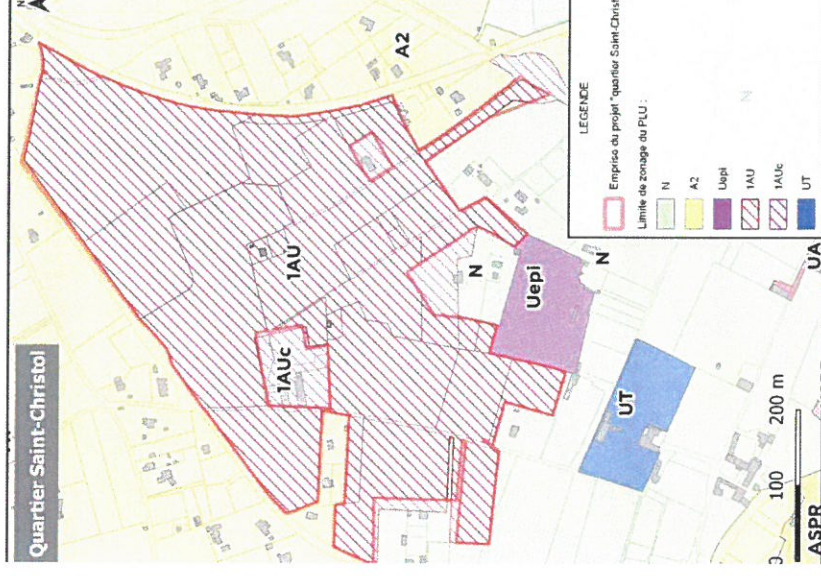 Quartier Saint-Christol
N
A2
1AU
1AUc
N
Uepi
N
UT
UA
0 100 200 m
ASPR
LEGENDE
Emprise du projet "quartier Saint-Christ
Limite de zonage du PLU :
N
A2
Uepi
1AU
1AUc
UT
N